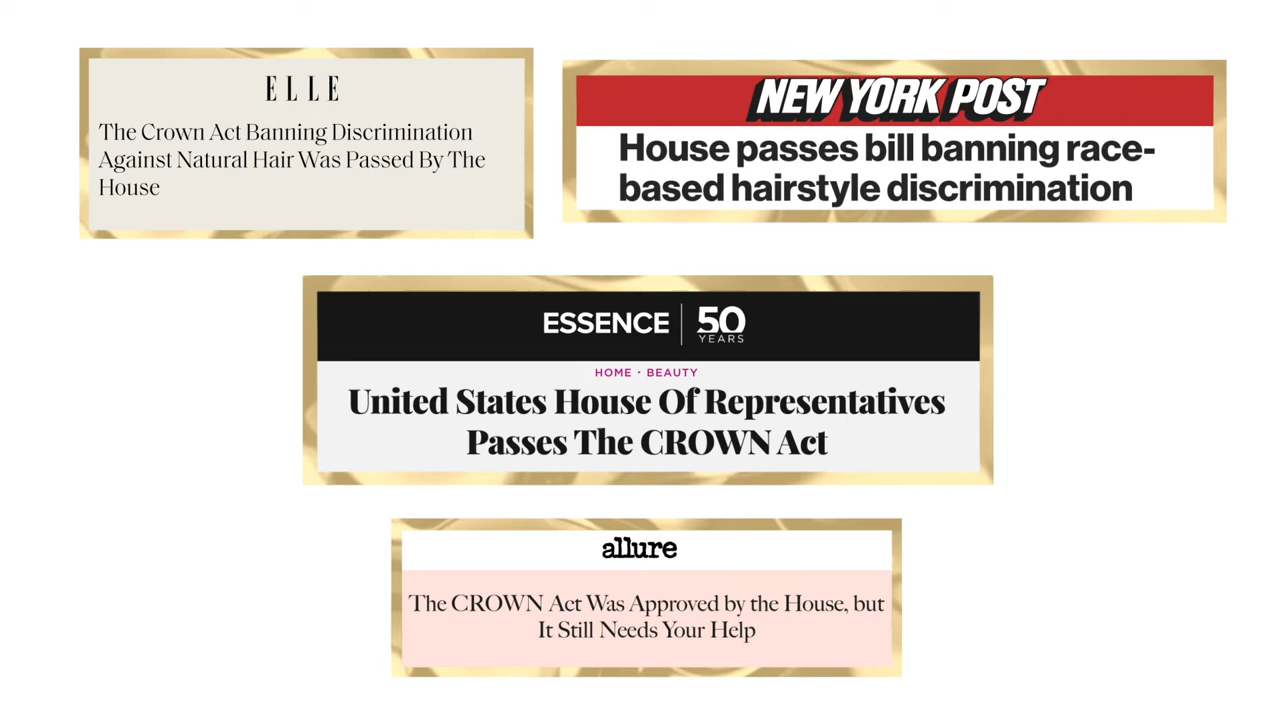 ELLE
The Crown Act Banning Discrimination
Against Natural Hair Was Passed By The
House
NEW YORK POST
House passes bill banning race-
based hairstyle discrimination
ESSENCE | 50
YEARS
HOME · BEAUTY
United States House Of Representatives
Passes The CROWN Act
allure
The CROWN Act Was Approved by the House, but
It Still Needs Your Help